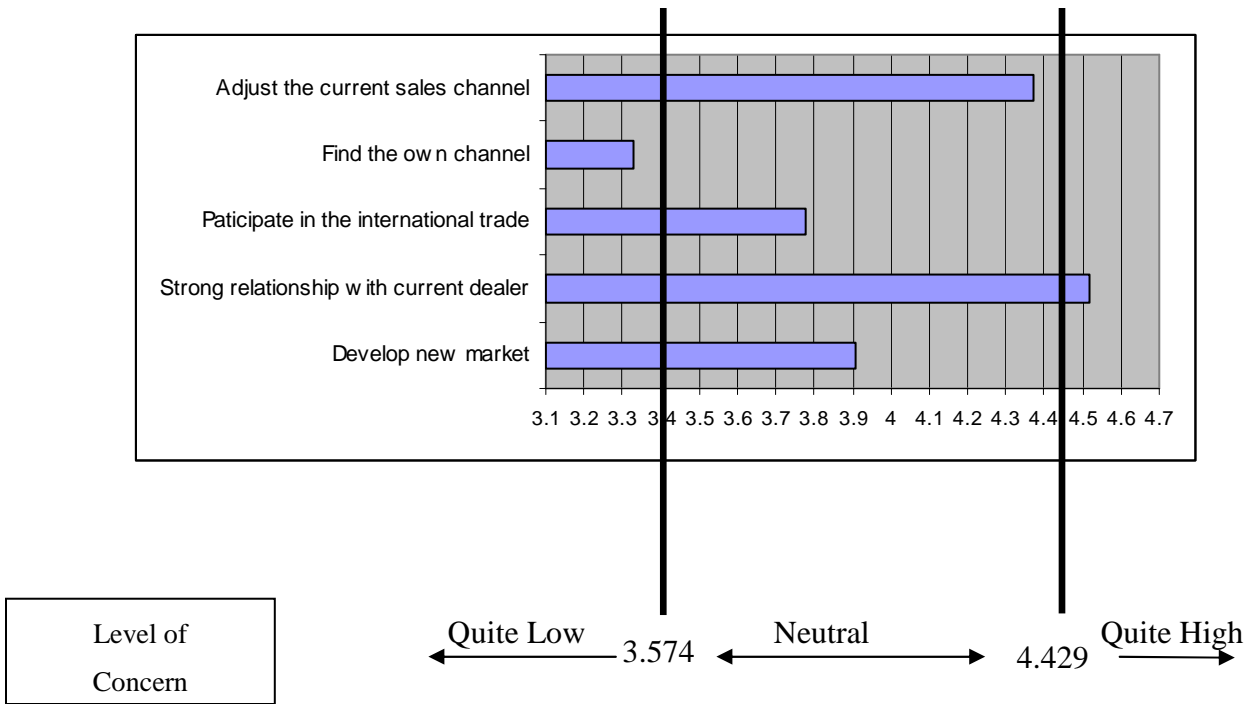 Adjust the current sales channel
Find the own channel
Paticipate in the international trade
Strong relationship with current dealer
Develop new market
3.1 3.2 3.3 3.4 3.5 3.6 3.7 3.8 3.9 4 4.1 4.2 4.3 4.4 4.5 4.6 4.7
Level of
Concern
Quite Low 3.574 Neutral 4.429 Quite High